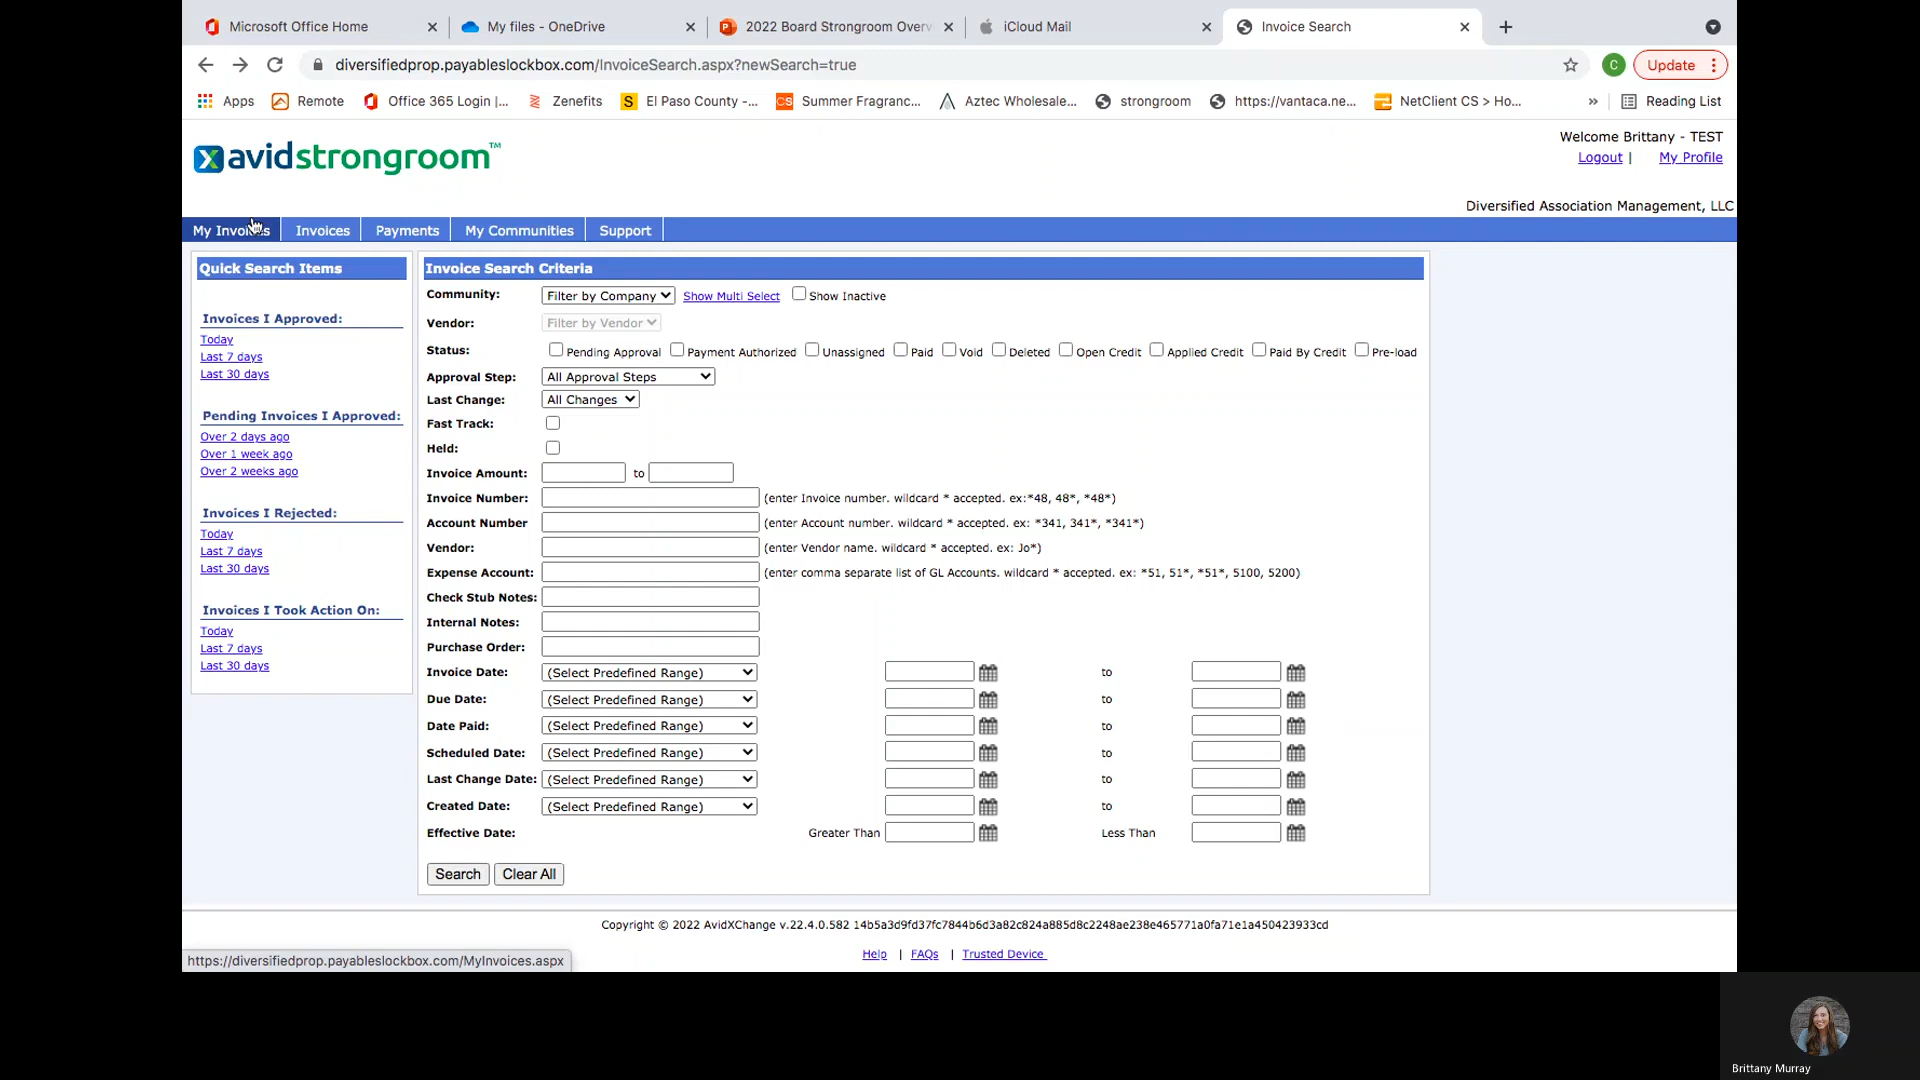 Microsoft Office Home
My files - OneDrive
2022 Board Strongroom Overv
iCloud Mail
Invoice Search
diversifiedprop.payableslockbox.com/InvoiceSearch.aspx?newSearch=true
C
Update
Apps
Remote
Office 365 Login |...
Zenefits
El Paso County -...
Summer Fragranc...
Aztec Wholesale...
strongroom
https://vantaca.ne...
NetClient CS > Ho...
»
Reading List
avidstrongroom™
Welcome Brittany - TEST
Logout | My Profile
Diversified Association Management, LLC
My Invoices
Invoices
Payments
My Communities
Support
Quick Search Items
Invoices I Approved:
Today
Last 7 days
Last 30 days
Pending Invoices I Approved:
Over 2 days ago
Over 1 week ago
Over 2 weeks ago
Invoices I Rejected:
Today
Last 7 days
Last 30 days
Invoices I Took Action On:
Today
Last 7 days
Last 30 days
Invoice Search Criteria
Community: Filter by Company Show Multi Select Show Inactive
Vendor: Filter by Vendor
Status: Pending Approval Payment Authorized Unassigned Paid Void Deleted Open Credit Applied Credit Paid By Credit Pre-load
Approval Step: All Approval Steps
Last Change: All Changes
Fast Track:
Held:
Invoice Amount: to
Invoice Number: (enter Invoice number. wildcard * accepted. ex:*48, 48*, *48*)
Account Number (enter Account number. wildcard * accepted. ex: *341, 341*, *341*)
Vendor: (enter Vendor name. wildcard * accepted. ex: Jo*)
Expense Account: (enter comma separate list of GL Accounts. wildcard * accepted. ex: *51, 51*, *51*, 5100, 5200)
Check Stub Notes:
Internal Notes:
Purchase Order:
Invoice Date: (Select Predefined Range) to
Due Date: (Select Predefined Range) to
Date Paid: (Select Predefined Range) to
Scheduled Date: (Select Predefined Range) to
Last Change Date: (Select Predefined Range) to
Created Date: (Select Predefined Range) to
Effective Date: Greater Than Less Than
Search Clear All
Copyright © 2022 AvidXChange v.22.4.0.582 14b5a3d9fd37fc7844b6d3a82c824a885d8c2248ae238e465771a0fa71e1a450423933cd
Help | FAQs | Trusted Device
https://diversifiedprop.payableslockbox.com/MyInvoices.aspx
Brittany Murray